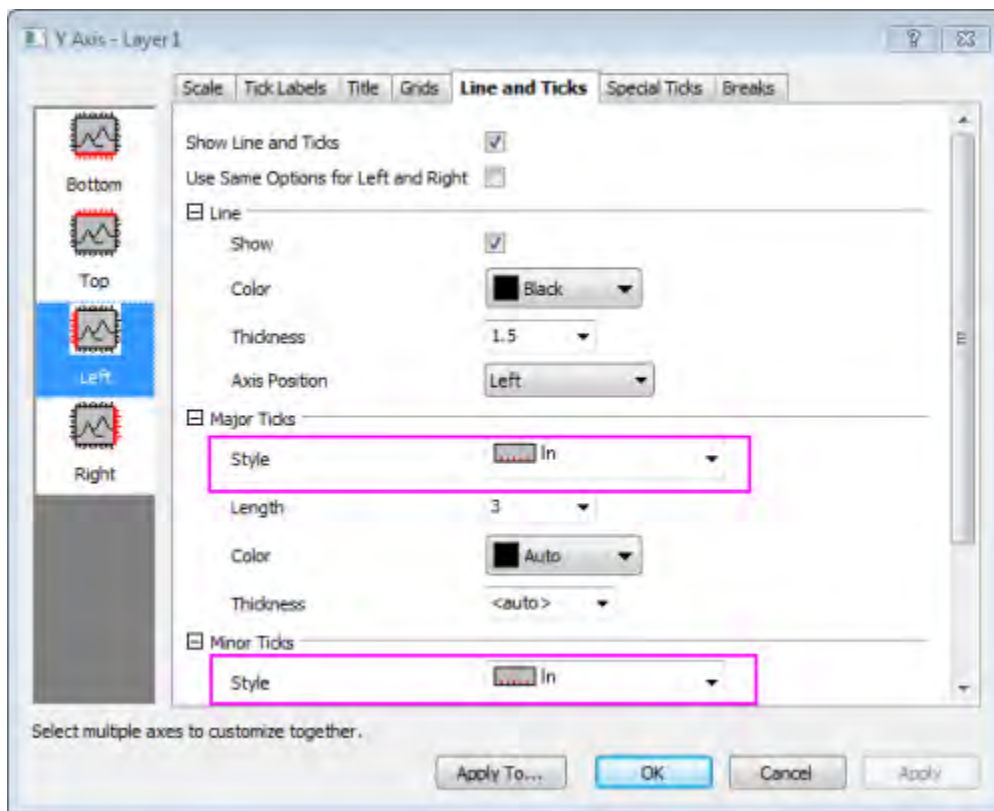 Y Axis - Layer1
Scale Tick Labels Title Grids Line and Ticks Special Ticks Breaks
Bottom
Top
Left
Right
Show Line and Ticks
Use Same Options for Left and Right
Line
Show
Color Black
Thickness 1.5
Axis Position Left
Major Ticks
Style In
Length 3
Color Auto
Thickness <auto>
Minor Ticks
Style In
Select multiple axes to customize together.
Apply To... OK Cancel Apply